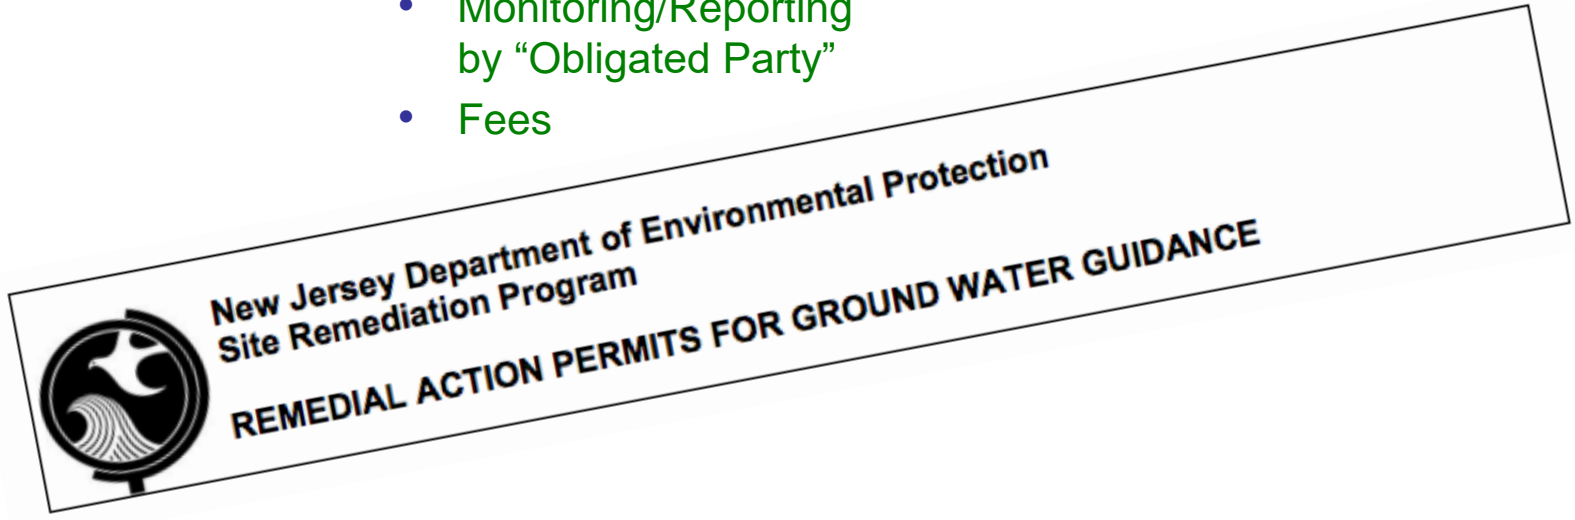 • Monitoring/Reporting
by “Obligated Party”
• Fees
New Jersey Department of Environmental Protection
Site Remediation Program
REMEDIAL ACTION PERMITS FOR GROUND WATER GUIDANCE